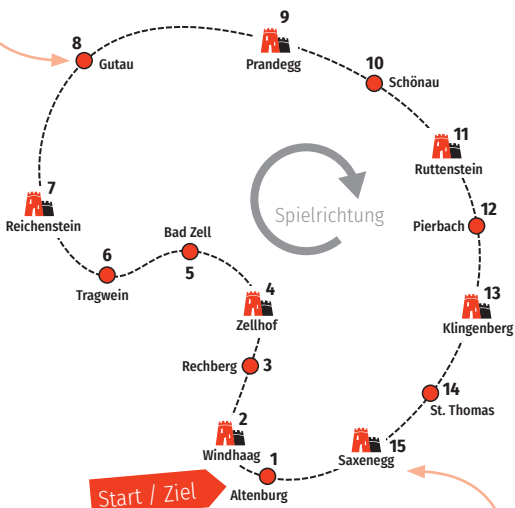 9
Prandegg
8
Gutau
10
Schönau
11
Ruttenstein
7
Reichenstein
Spielrichtung
12
Pierbach
Bad Zell
5
6
Tragwein
4
Zellhof
13
Klingenberg
Rechberg 3
14
St. Thomas
2
Windhaag
15
Saxenegg
1
Altenburg
Start / Ziel